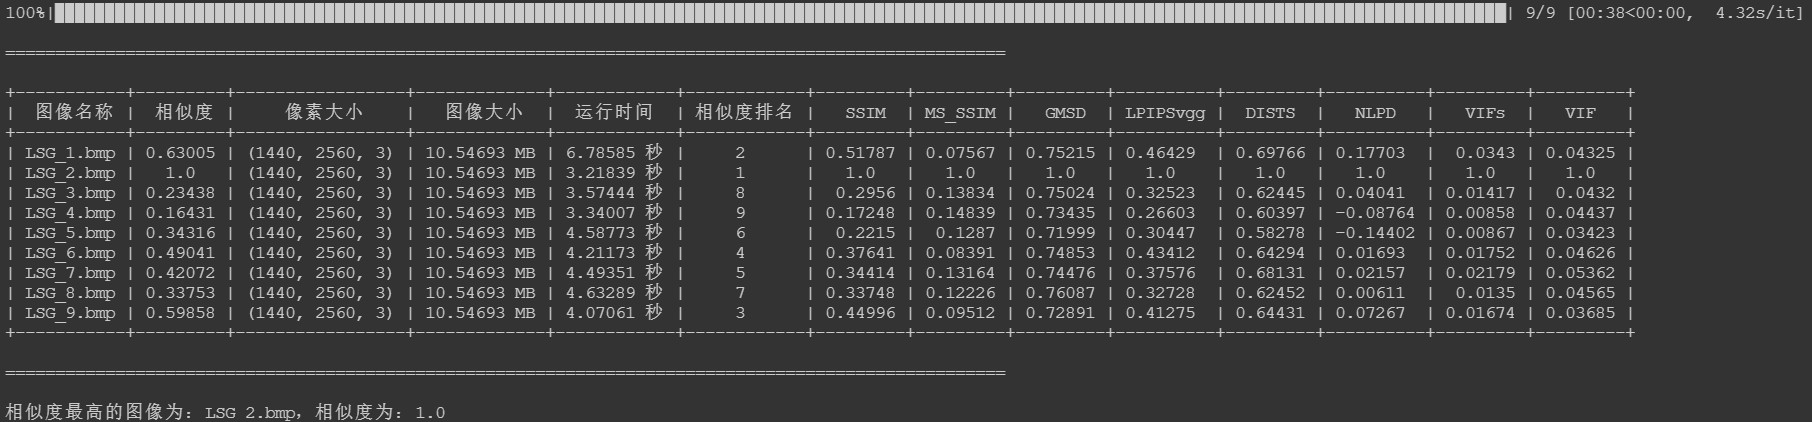 100%|██████████| 9/9 [00:38<00:00, 4.32s/it]
====================================================================================================
+-----------+---------+-----------------+-------------+------------+------------+---------+---------+---------+----------+---------+----------+---------+---------+
| 图像名称 | 相似度 | 像素大小 | 图像大小 | 运行时间 | 相似度排名 | SSIM | MS_SSIM | GMSD | LPIPSvgg | DISTS | NLPD | VIFs | VIF |
+-----------+---------+-----------------+-------------+------------+------------+---------+---------+---------+----------+---------+----------+---------+---------+
| LSG_1.bmp | 0.63005 | (1440, 2560, 3) | 10.54693 MB | 6.78585 秒 | 2 | 0.51787 | 0.07567 | 0.75215 | 0.46429 | 0.69766 | 0.17703 | 0.0343 | 0.04325 |
| LSG_2.bmp | 1.0 | (1440, 2560, 3) | 10.54693 MB | 3.21839 秒 | 1 | 1.0 | 1.0 | 1.0 | 1.0 | 1.0 | 1.0 | 1.0 | 1.0 |
| LSG_3.bmp | 0.23438 | (1440, 2560, 3) | 10.54693 MB | 3.57444 秒 | 8 | 0.2956 | 0.13834 | 0.75024 | 0.32523 | 0.62445 | 0.04041 | 0.01417 | 0.0432 |
| LSG_4.bmp | 0.16431 | (1440, 2560, 3) | 10.54693 MB | 3.34007 秒 | 9 | 0.17248 | 0.14839 | 0.73435 | 0.26603 | 0.60397 | -0.08764 | 0.00858 | 0.04437 |
| LSG_5.bmp | 0.34316 | (1440, 2560, 3) | 10.54693 MB | 4.58773 秒 | 6 | 0.2215 | 0.1287 | 0.71999 | 0.30447 | 0.58278 | -0.14402 | 0.00867 | 0.03423 |
| LSG_6.bmp | 0.49041 | (1440, 2560, 3) | 10.54693 MB | 4.21173 秒 | 4 | 0.37641 | 0.08391 | 0.74853 | 0.43412 | 0.64294 | 0.01693 | 0.01752 | 0.04626 |
| LSG_7.bmp | 0.42072 | (1440, 2560, 3) | 10.54693 MB | 4.49351 秒 | 5 | 0.34414 | 0.13164 | 0.74476 | 0.37576 | 0.68131 | 0.02157 | 0.02179 | 0.05362 |
| LSG_8.bmp | 0.33753 | (1440, 2560, 3) | 10.54693 MB | 4.63289 秒 | 7 | 0.33748 | 0.12226 | 0.76087 | 0.32728 | 0.62452 | 0.00611 | 0.0135 | 0.04565 |
| LSG_9.bmp | 0.59858 | (1440, 2560, 3) | 10.54693 MB | 4.07061 秒 | 3 | 0.44996 | 0.09512 | 0.72891 | 0.41275 | 0.64431 | 0.07267 | 0.01674 | 0.03685 |
+-----------+---------+-----------------+-------------+------------+------------+---------+---------+---------+----------+---------+----------+---------+---------+
====================================================================================================
相似度最高的图像为：LSG_2.bmp，相似度为：1.0